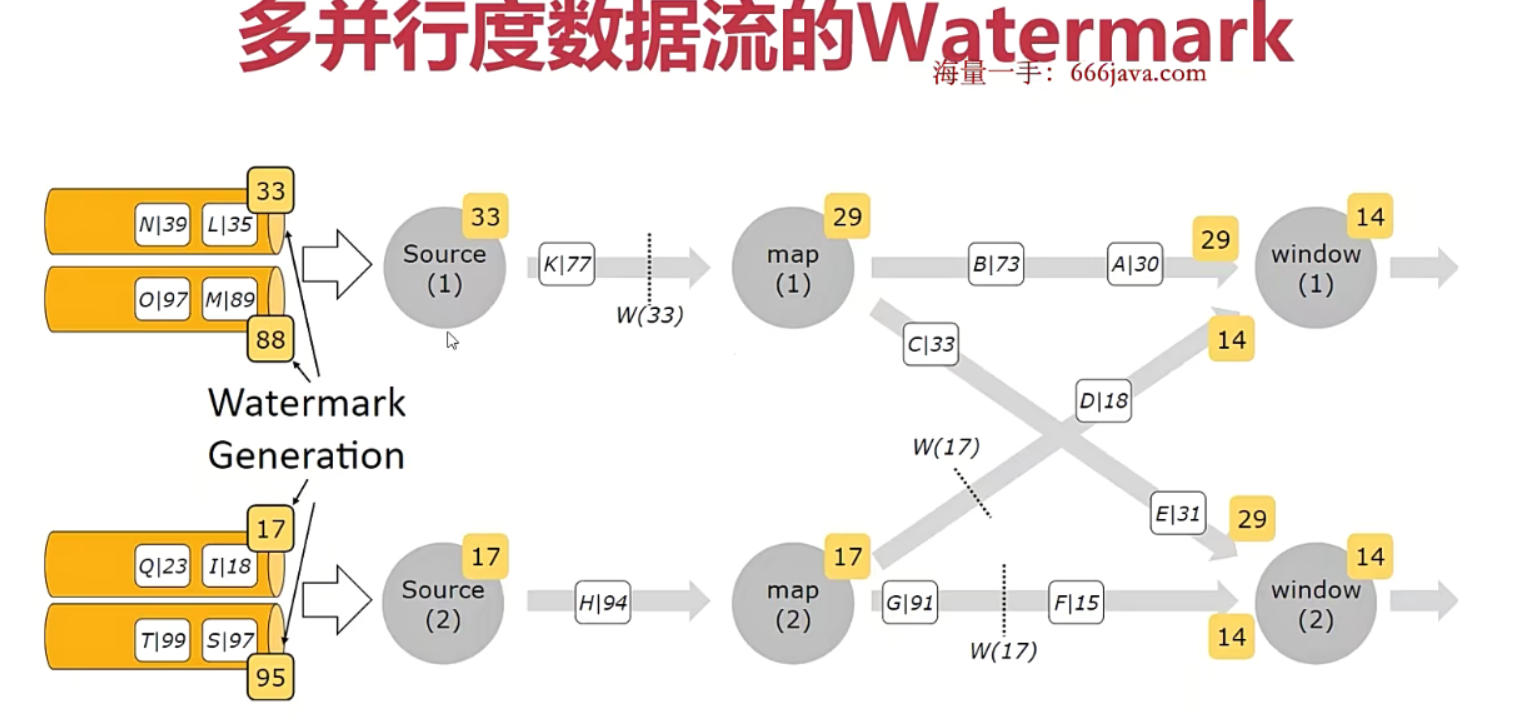 多并行度数据流的Watermark
海量一手：666java.com
33
N|39 L|35
O|97 M|89
88
Source
(1)
33
K|77
W(33)
map
(1)
29
B|73
A|30
29
window
(1)
14
C|33
14
D|18
Watermark
Generation
W(17)
E|31
29
17
Q|23 I|18
T|99 S|97
95
Source
(2)
17
H|94
map
(2)
17
G|91
W(17)
F|15
14
window
(2)
14